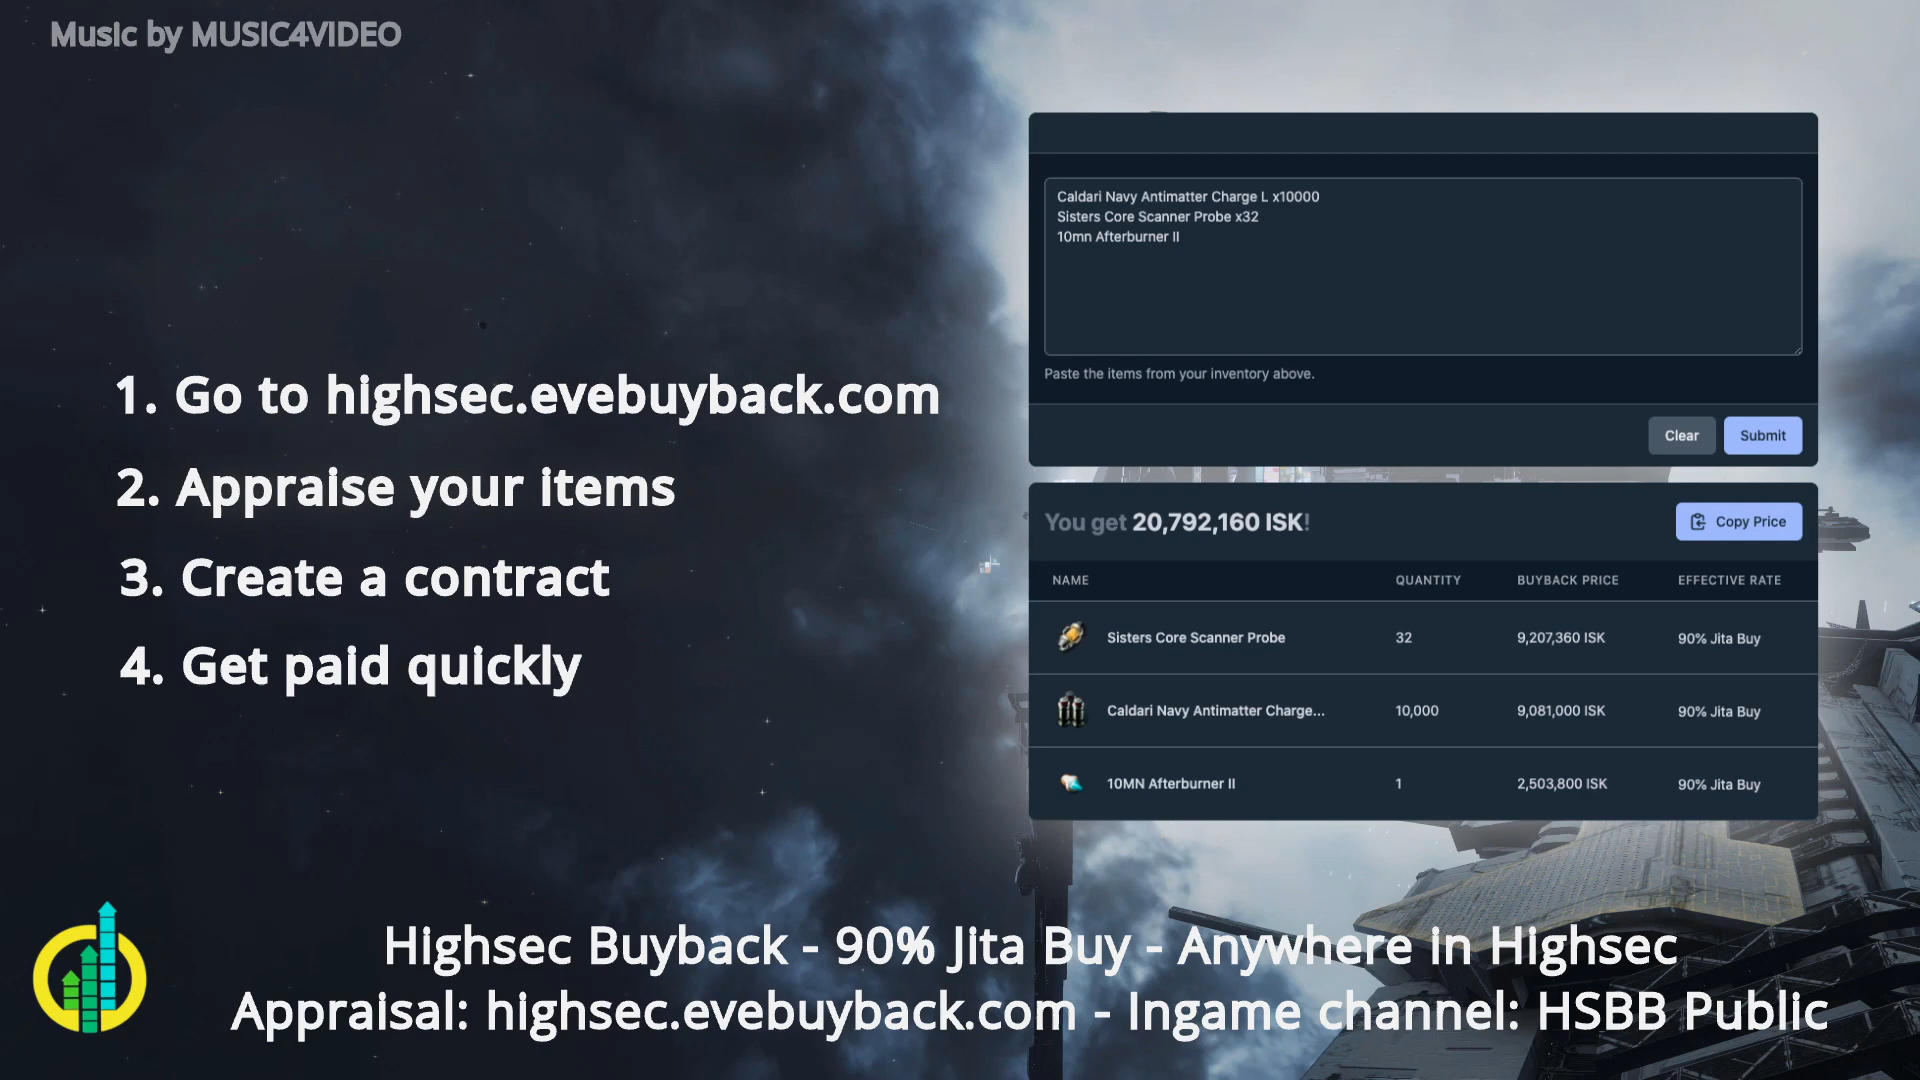 Music by MUSIC4VIDEO
1. Go to highsec.evebuyback.com
2. Appraise your items
3. Create a contract
4. Get paid quickly
Caldari Navy Antimatter Charge L x10000
Sisters Core Scanner Probe x32
10mn Afterburner II
Paste the items from your inventory above.
Clear Submit
You get 20,792,160 ISK! Copy Price
NAME QUANTITY BUYBACK PRICE EFFECTIVE RATE
Sisters Core Scanner Probe 32 9,207,360 ISK 90% Jita Buy
Caldari Navy Antimatter Charge... 10,000 9,081,000 ISK 90% Jita Buy
10MN Afterburner II 1 2,503,800 ISK 90% Jita Buy
Highsec Buyback - 90% Jita Buy - Anywhere in Highsec
Appraisal: highsec.evebuyback.com - Ingame channel: HSBB Public